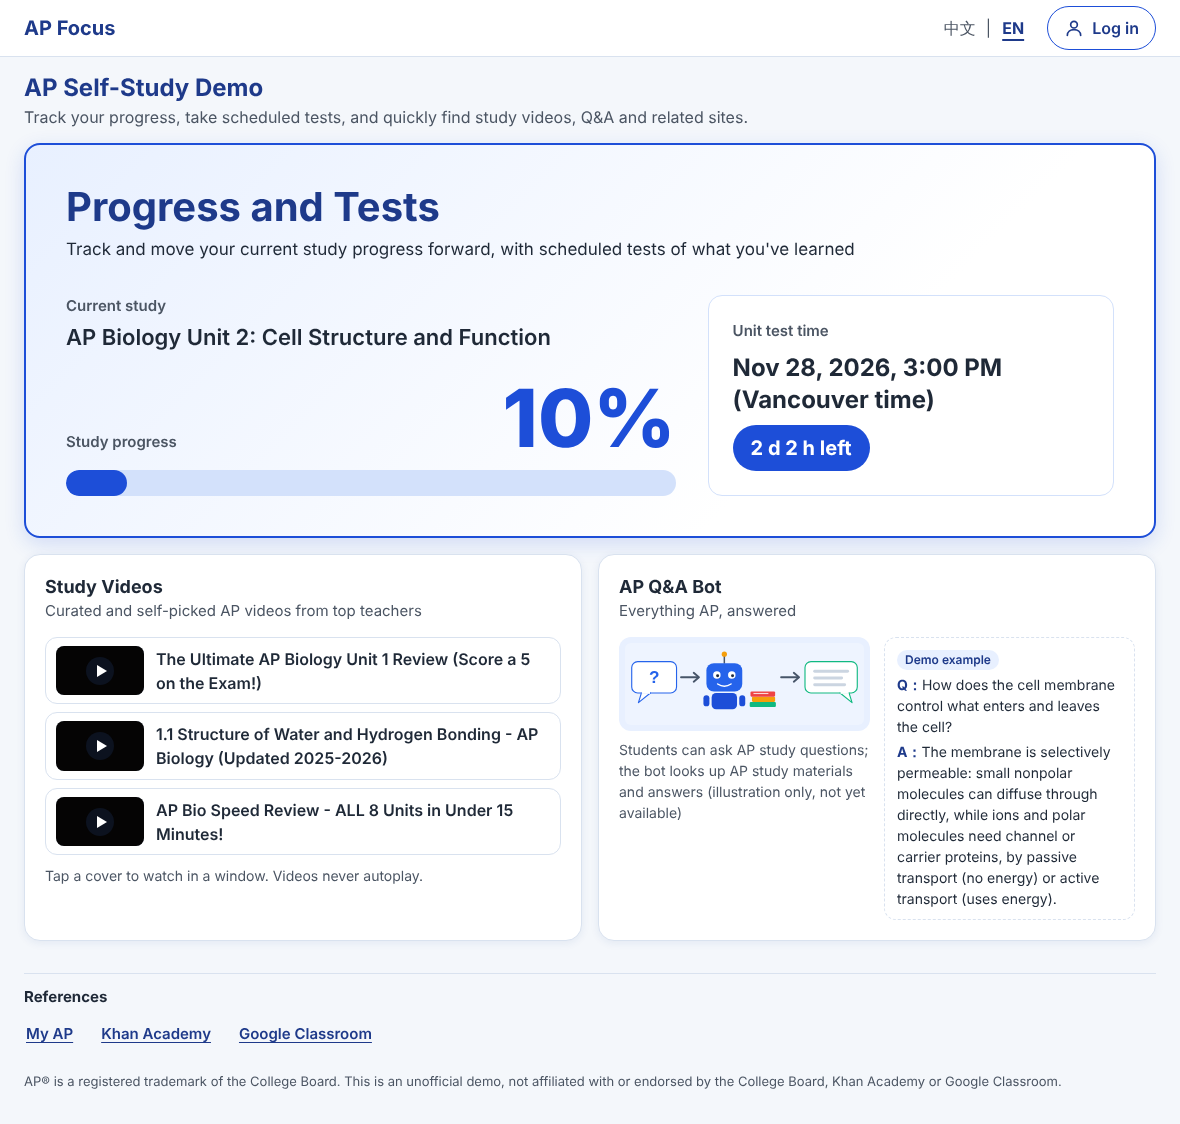 AP Focus
中文 | EN
Log in
AP Self-Study Demo
Track your progress, take scheduled tests, and quickly find study videos, Q&A and related sites.
Progress and Tests
Track and move your current study progress forward, with scheduled tests of what you've learned
Current study
AP Biology Unit 2: Cell Structure and Function
Study progress
10%
Unit test time
Nov 28, 2026, 3:00 PM
(Vancouver time)
2 d 2 h left
Study Videos
Curated and self-picked AP videos from top teachers
The Ultimate AP Biology Unit 1 Review (Score a 5
on the Exam!)
1.1 Structure of Water and Hydrogen Bonding - AP
Biology (Updated 2025-2026)
AP Bio Speed Review - ALL 8 Units in Under 15
Minutes!
Tap a cover to watch in a window. Videos never autoplay.
AP Q&A Bot
Everything AP, answered
?
Students can ask AP study questions;
the bot looks up AP study materials
and answers (illustration only, not yet
available)
Demo example
Q：How does the cell membrane
control what enters and leaves
the cell?
A：The membrane is selectively
permeable: small nonpolar
molecules can diffuse through
directly, while ions and polar
molecules need channel or
carrier proteins, by passive
transport (no energy) or active
transport (uses energy).
References
My AP
Khan Academy
Google Classroom
AP® is a registered trademark of the College Board. This is an unofficial demo, not affiliated with or endorsed by the College Board, Khan Academy or Google Classroom.